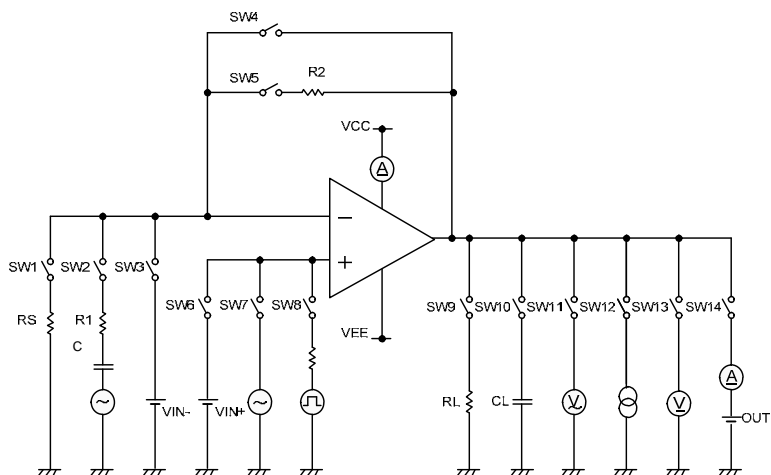 SW4
SW5
R2
VCC
A
−
+
SW1
SW2
SW3
SW6
SW7
SW8
SW9
SW10
SW11
SW12
SW13
SW14
RS
R1
C
VEE
VIN-
VIN+
RL
CL
V
V
A
OUT